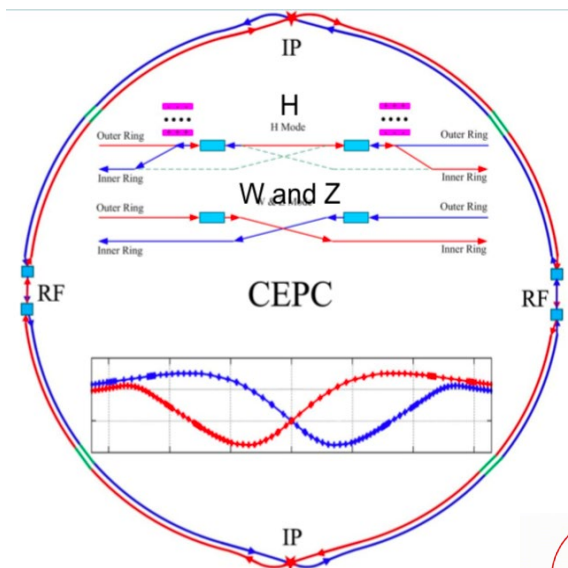 IP
H
H Mode
Outer Ring
Outer Ring
Inner Ring
Inner Ring
W and Z
Outer Ring
Outer Ring
Inner Ring
Inner Ring
RF
CEPC
RF
IP